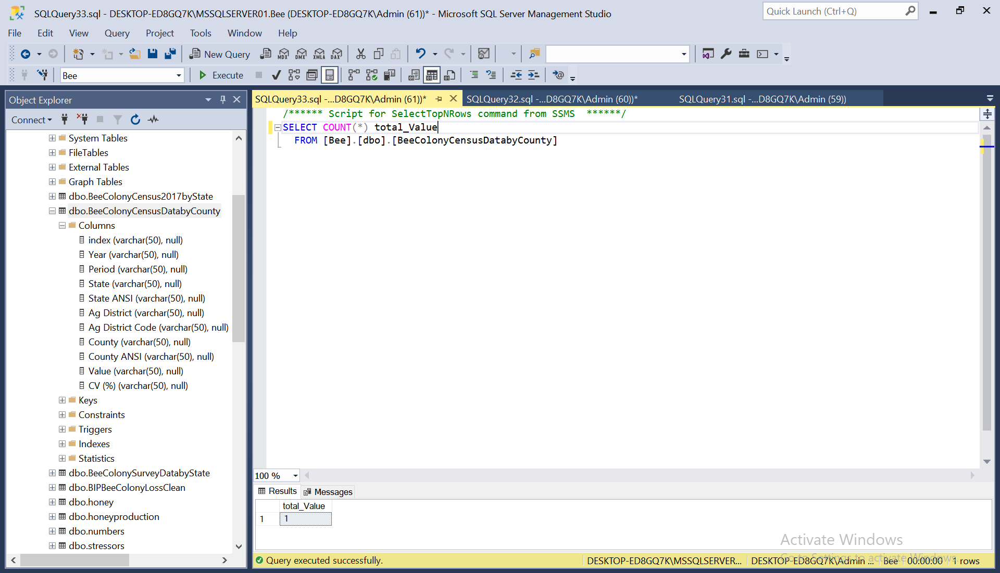 SQLQuery33.sql - DESKTOP-ED8GQ7K\MSSQLSERVER01.Bee (DESKTOP-ED8GQ7K\Admin (61))* - Microsoft SQL Server Management Studio
Quick Launch (Ctrl+Q)
File Edit View Query Project Tools Window Help
New Query MDX DMX XMLA DAX
Bee Execute
Object Explorer
Connect
System Tables
FileTables
External Tables
Graph Tables
dbo.BeeColonyCensus2017byState
dbo.BeeColonyCensusDatabyCounty
Columns
index (varchar(50), null)
Year (varchar(50), null)
Period (varchar(50), null)
State (varchar(50), null)
State ANSI (varchar(50), null)
Ag District (varchar(50), null)
Ag District Code (varchar(50), null)
County (varchar(50), null)
County ANSI (varchar(50), null)
Value (varchar(50), null)
CV (%) (varchar(50), null)
Keys
Constraints
Triggers
Indexes
Statistics
dbo.BeeColonySurveyDatabyState
dbo.BIPBeeColonyLossClean
dbo.honey
dbo.honeyproduction
dbo.numbers
dbo.stressors
SQLQuery33.sql -...D8GQ7K\Admin (61))* SQLQuery32.sql -...D8GQ7K\Admin (60))* SQLQuery31.sql -...D8GQ7K\Admin (59))
/****** Script for SelectTopNRows command from SSMS ******/
SELECT COUNT(*) total_Value
FROM [Bee].[dbo].[BeeColonyCensusDatabyCounty]
100 %
Results Messages
total_Value
1 1
Activate Windows
Go to Settings to activate Windows.
Query executed successfully. DESKTOP-ED8GQ7K\MSSQLSERVER... DESKTOP-ED8GQ7K\Admin ... Bee 00:00:00 1 rows